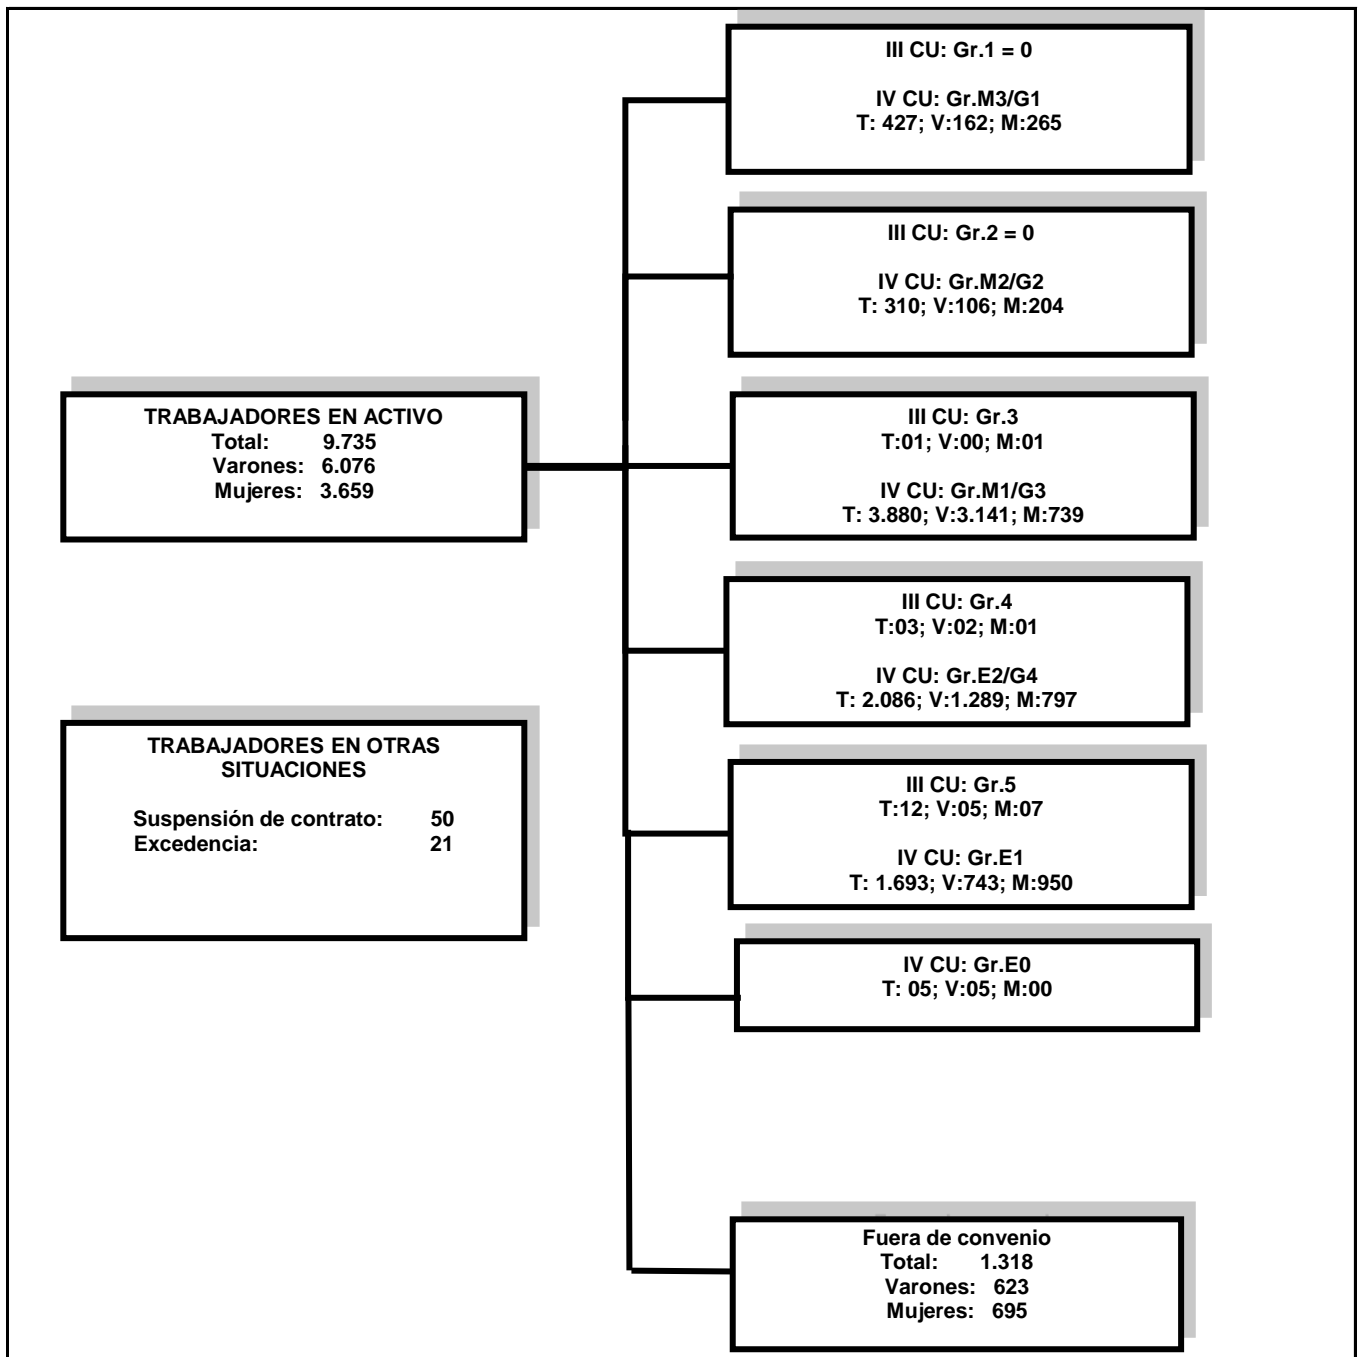 III CU: Gr.1 = 0
IV CU: Gr.M3/G1
T: 427; V:162; M:265
III CU: Gr.2 = 0
IV CU: Gr.M2/G2
T: 310; V:106; M:204
TRABAJADORES EN ACTIVO
Total: 9.735
Varones: 6.076
Mujeres: 3.659
III CU: Gr.3
T:01; V:00; M:01
IV CU: Gr.M1/G3
T: 3.880; V:3.141; M:739
III CU: Gr.4
T:03; V:02; M:01
IV CU: Gr.E2/G4
T: 2.086; V:1.289; M:797
TRABAJADORES EN OTRAS
SITUACIONES
Suspensión de contrato: 50
Excedencia: 21
III CU: Gr.5
T:12; V:05; M:07
IV CU: Gr.E1
T: 1.693; V:743; M:950
IV CU: Gr.E0
T: 05; V:05; M:00
Fuera de convenio
Total: 1.318
Varones: 623
Mujeres: 695